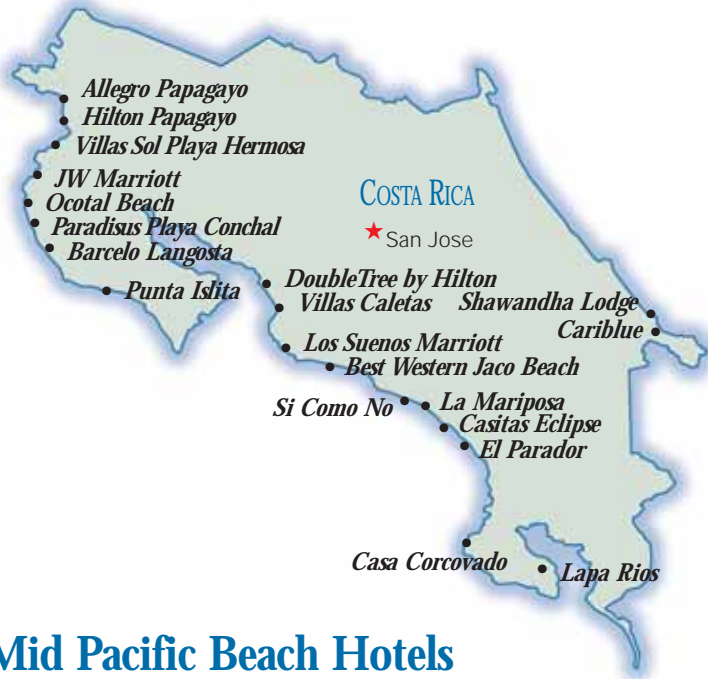 Allegro Papagayo
Hilton Papagayo
Villas Sol Playa Hermosa
JW Marriott
Ocotal Beach
Paradisus Playa Conchal
Barcelo Langosta
Punta Islita
COSTA RICA
San Jose
DoubleTree by Hilton
Villas Caletas
Shawandha Lodge
Cariblue
Los Suenos Marriott
Best Western Jaco Beach
Si Como No
La Mariposa
Casitas Eclipse
El Parador
Casa Corcovado
Lapa Rios
Mid Pacific Beach Hotels